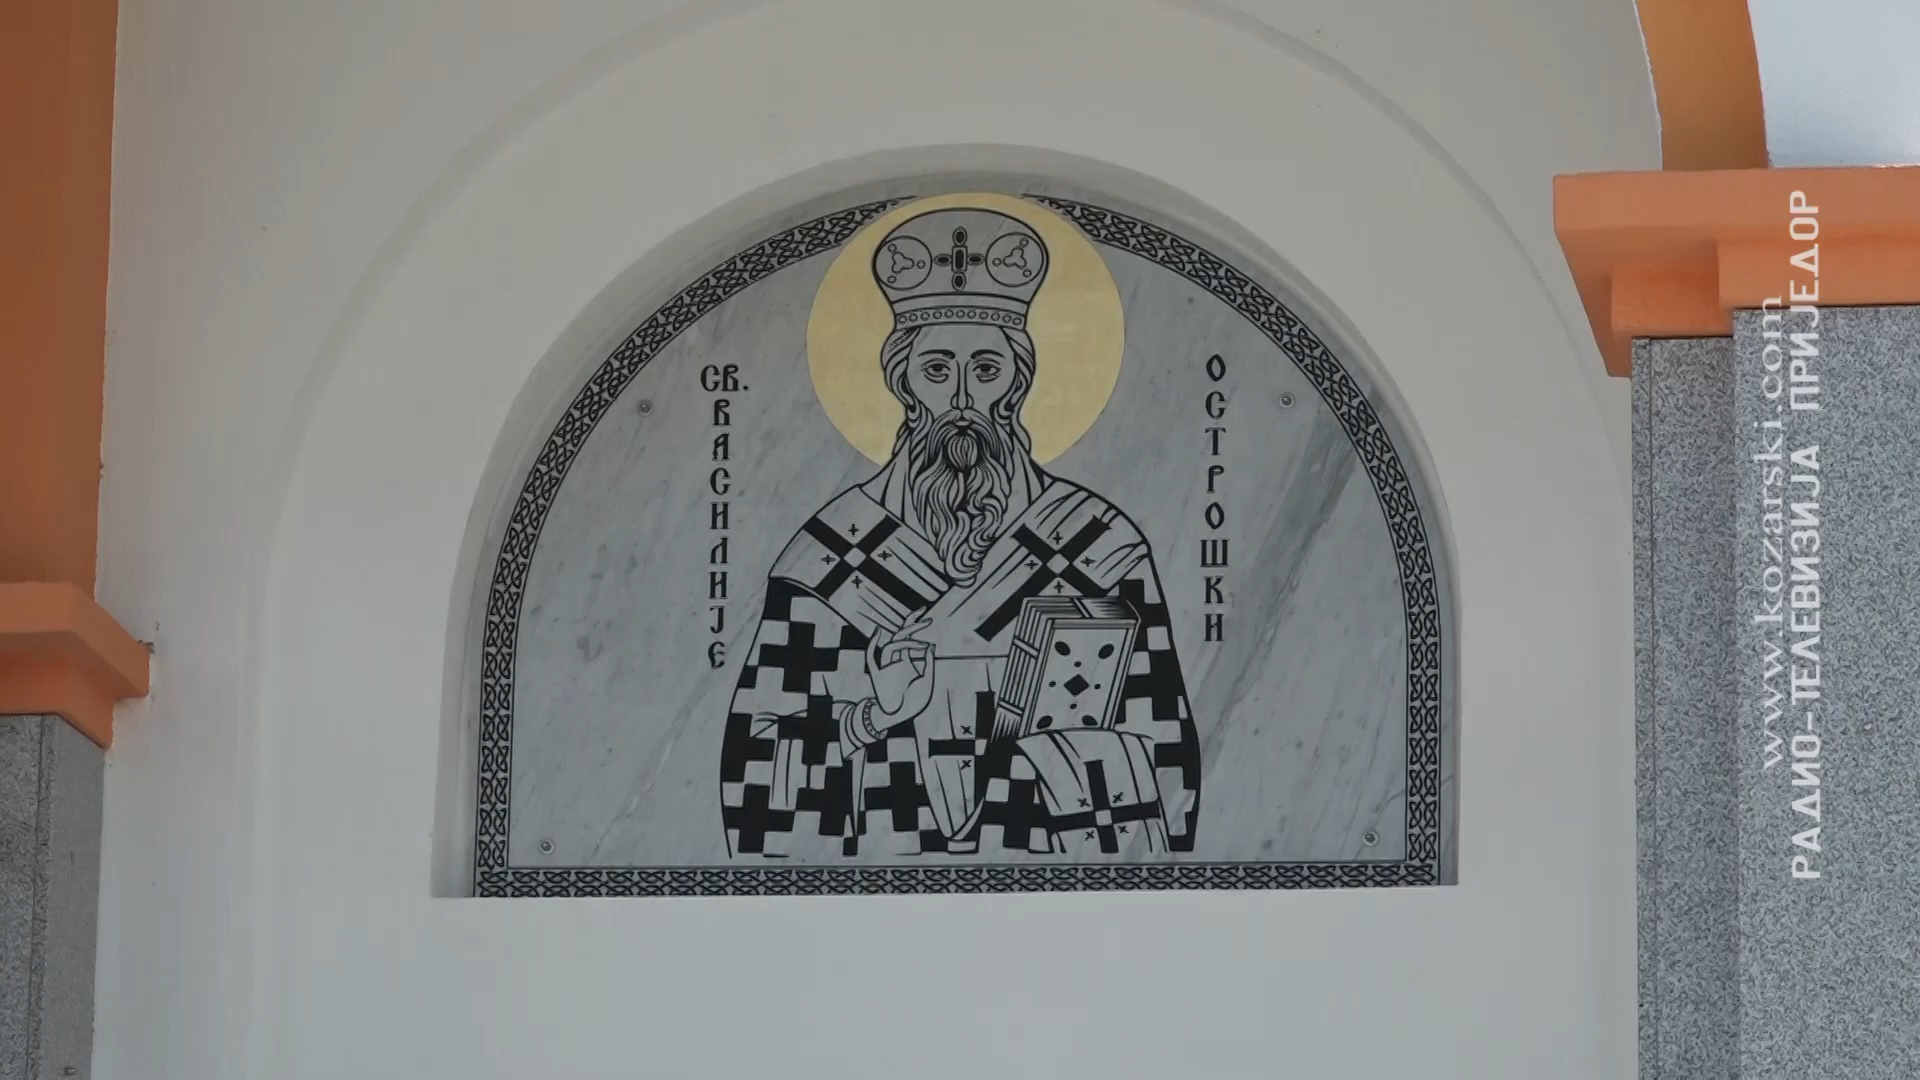 СВ.
ВАСИЛИЈЕ
ОСТРОШКИ
www.kozarski.com
РАДИО-ТЕЛЕВИЗИЈА ПРИЈЕДОР